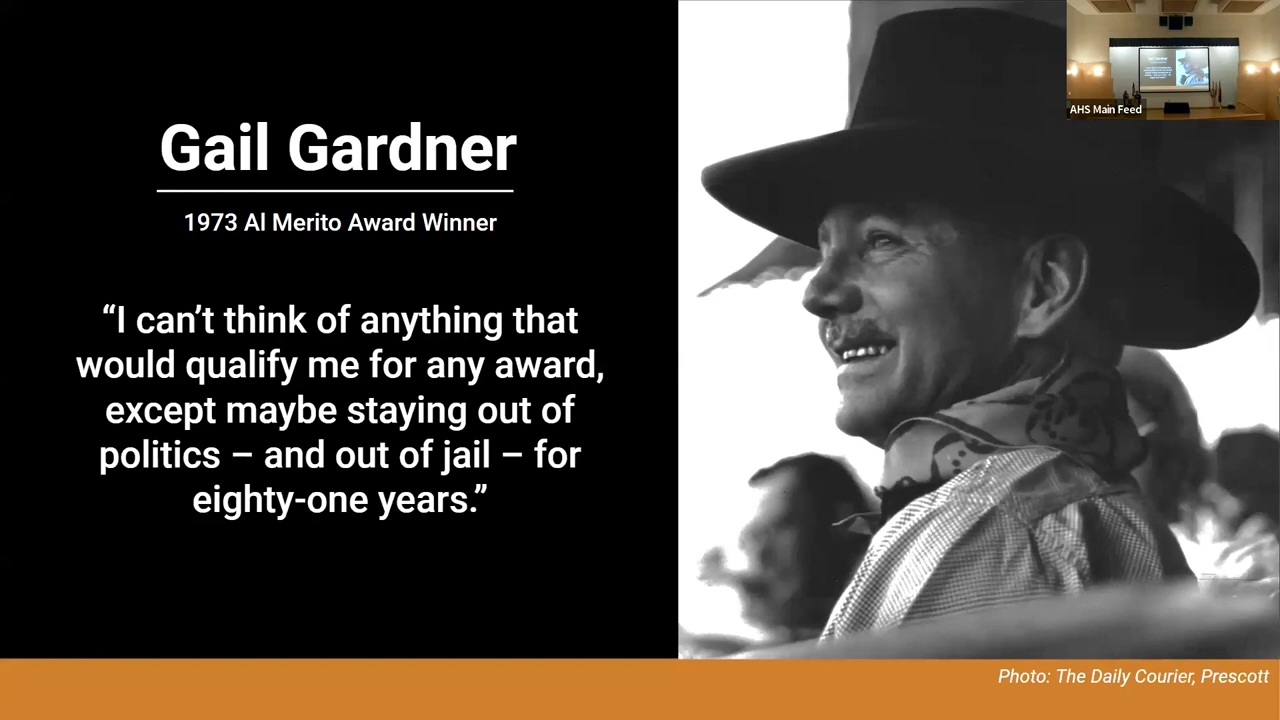 Gail Gardner
1973 Al Merito Award Winner
“I can’t think of anything that
would qualify me for any award,
except maybe staying out of
politics – and out of jail – for
eighty-one years.”
AHS Main Feed
Photo: The Daily Courier, Prescott